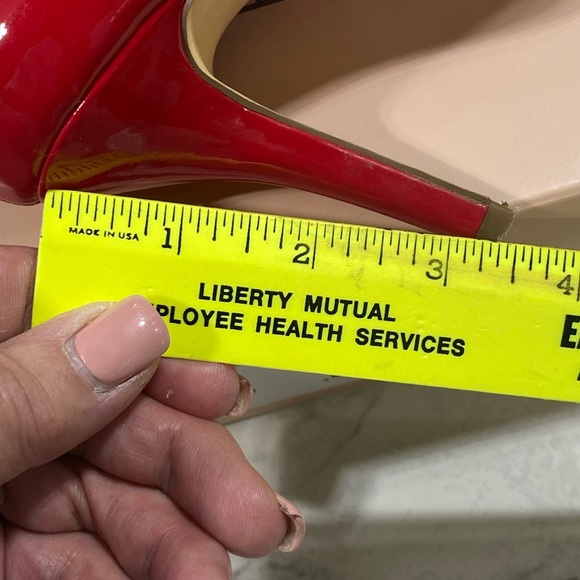 MADE IN USA
1 2 3 4
LIBERTY MUTUAL
PLOYEE HEALTH SERVICES